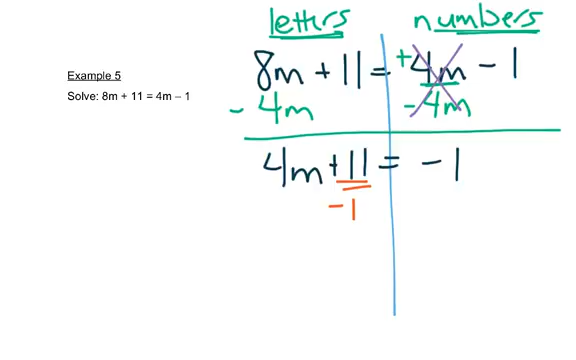 letters numbers
Example 5
Solve: 8m + 11 = 4m – 1
8m + 11 = + 4m - 1
- 4m - 4m
4m + 11 = - 1
- 1